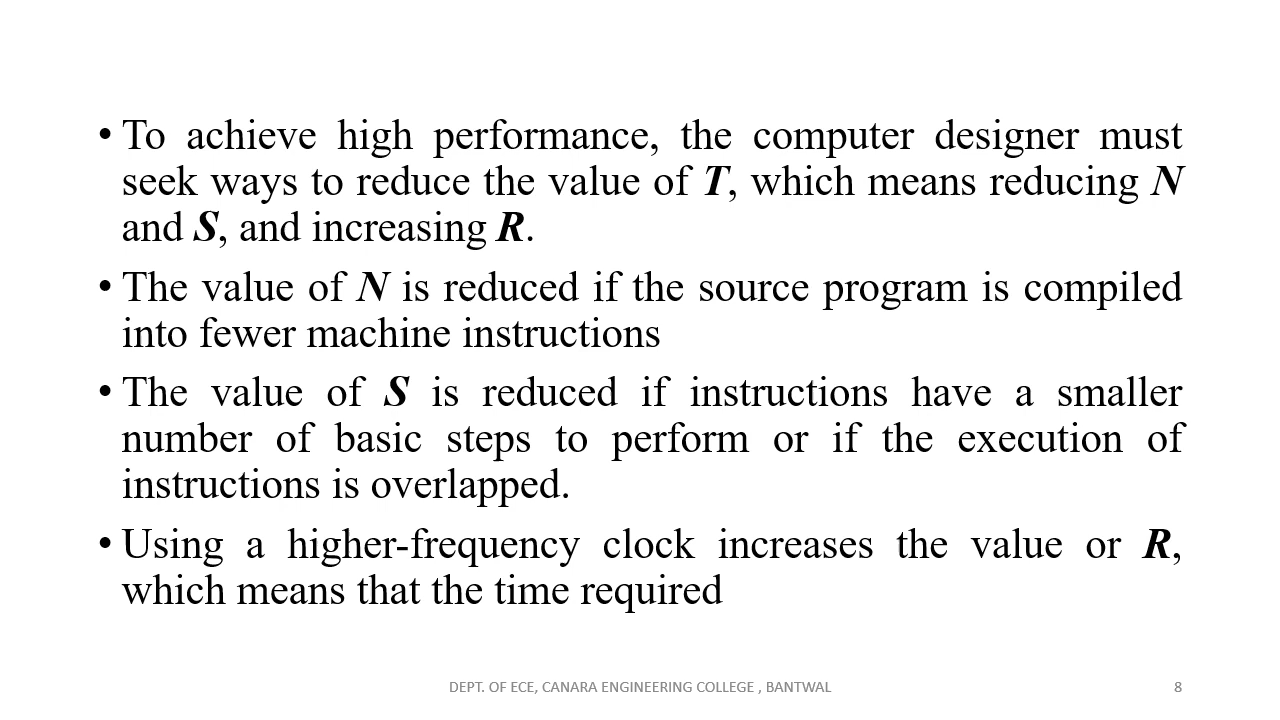 • To achieve high performance, the computer designer must
seek ways to reduce the value of T, which means reducing N
and S, and increasing R.
• The value of N is reduced if the source program is compiled
into fewer machine instructions
• The value of S is reduced if instructions have a smaller
number of basic steps to perform or if the execution of
instructions is overlapped.
• Using a higher-frequency clock increases the value or R,
which means that the time required
DEPT. OF ECE, CANARA ENGINEERING COLLEGE , BANTWAL 8